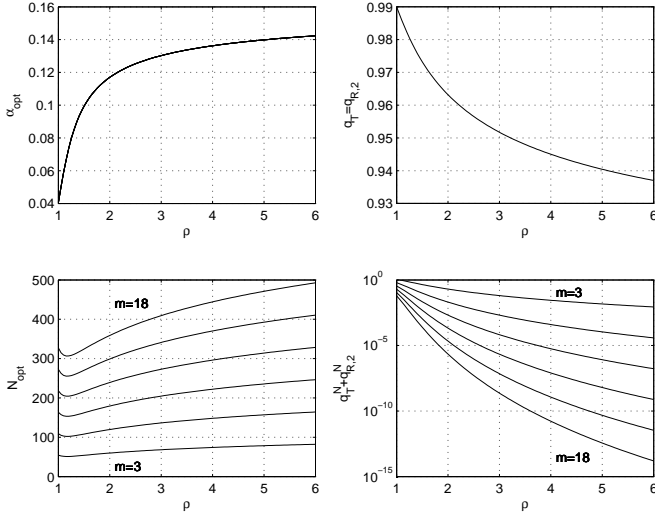 0.16
0.14
0.12
0.1
0.08
0.06
0.04
α_opt
1 2 3 4 5 6
ρ
0.99
0.98
0.97
0.96
0.95
0.94
0.93
q_T=q_R,2
1 2 3 4 5 6
ρ
500
400
300
200
100
0
N_opt
m=18
m=3
1 2 3 4 5 6
ρ
10^0
10^−5
10^−10
10^−15
q_T^N+q_R,2^N
m=3
m=18
1 2 3 4 5 6
ρ